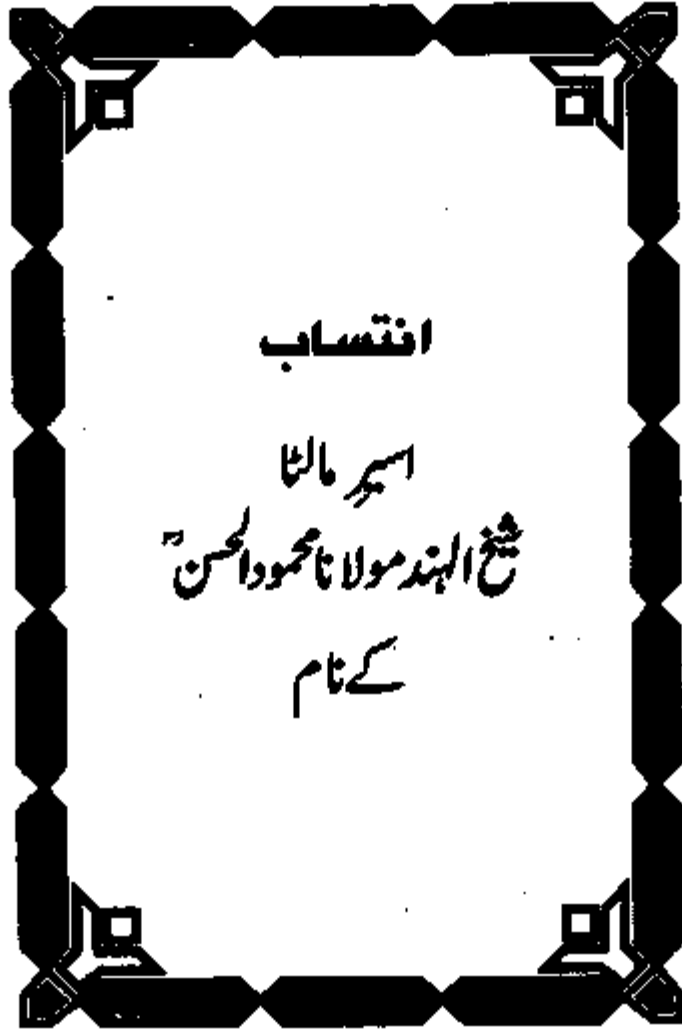 انتساب
اسیرِ مالٹا
شیخ الہند مولانا محمود الحسنؒ
کے نام